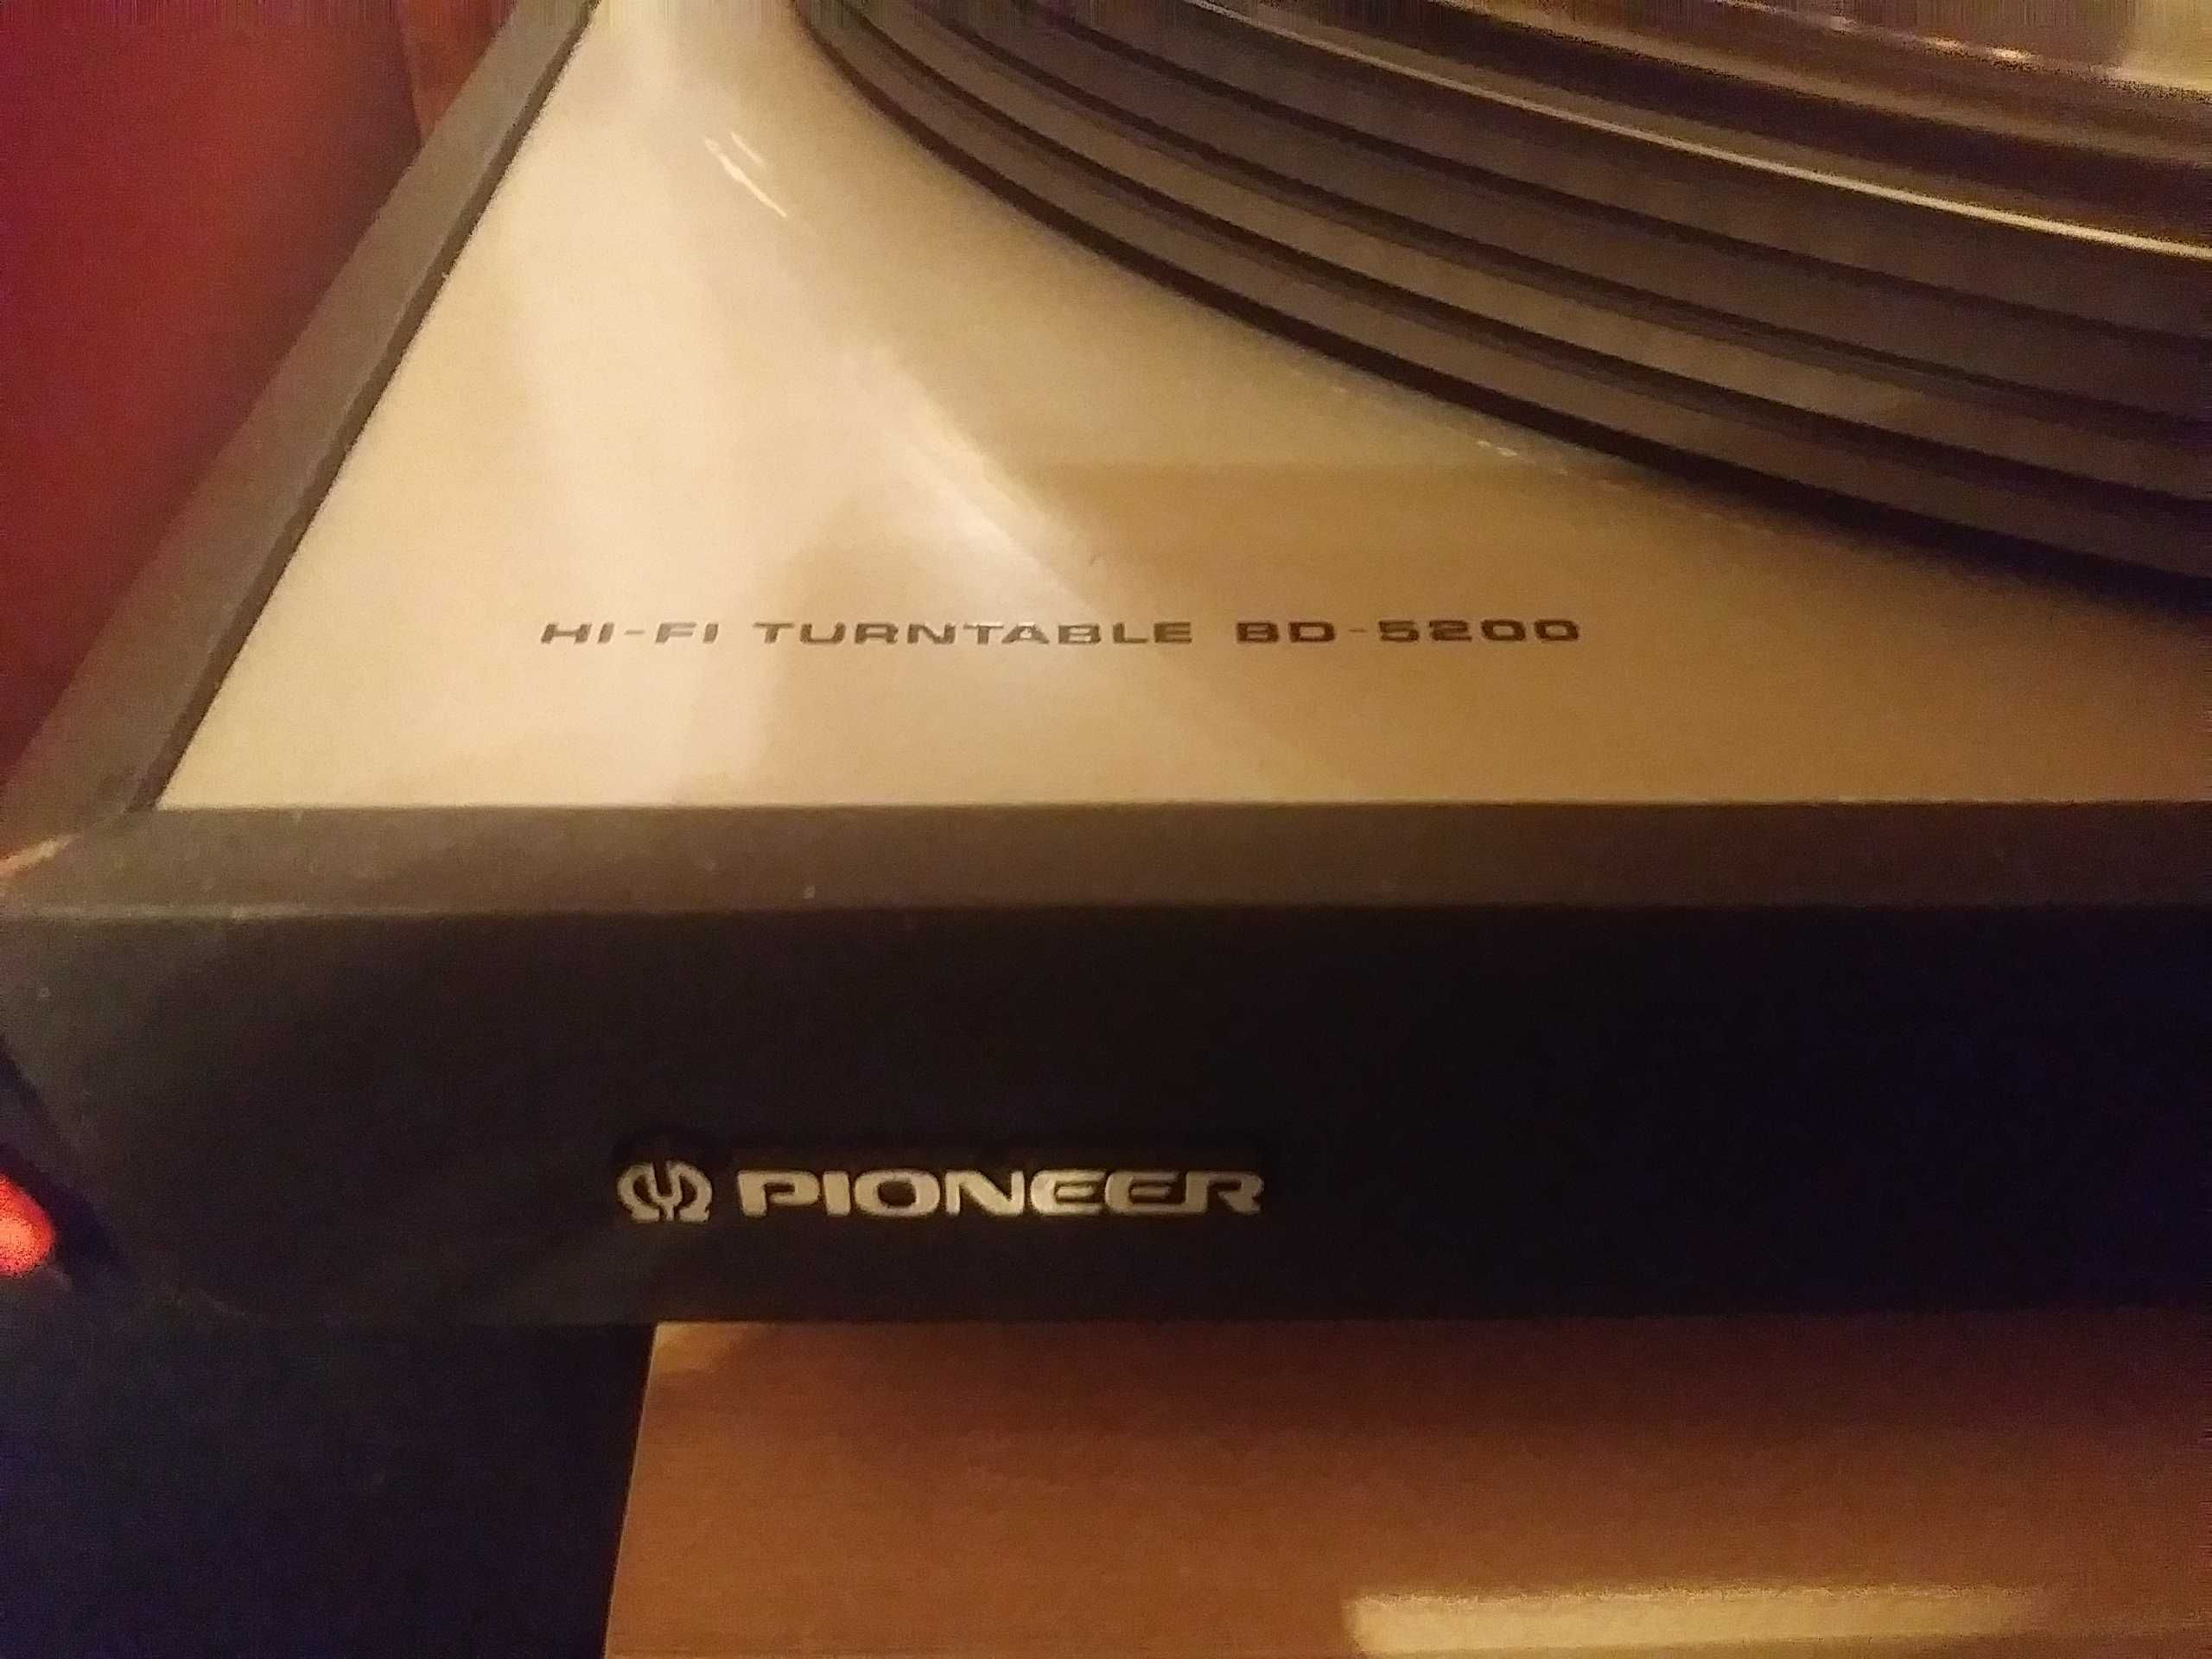 HI-FI TURNTABLE BD-5200
PIONEER